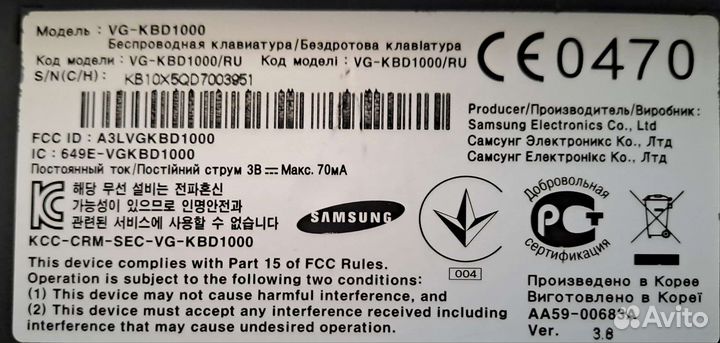 Модель: VG-KBD1000
Беспроводная клавиатура/Бездротова клавіатура
Код модели: VG-KBD1000/RU Код моделі: VG-KBD1000/RU
S/N(С/Н): KB10X5QD7003951
CE0470
Producer/Производитель/Виробник:
Samsung Electronics Co., Ltd
Самсунг Электроникс Ко., Лтд
Самсунг Електронікс Ко., Лтд
FCC ID : A3LVGKBD1000
IC : 649E-VGKBD1000
Постоянный ток/Постійний струм 3В Макс. 70мА
해당 무선 설비는 전파혼신
가능성이 있으므로 인명안전과
관련된 서비스에 사용할 수 없습니다
KCC-CRM-SEC-VG-KBD1000
SAMSUNG
004
Добровольная
РСТ
сертификация
This device complies with Part 15 of FCC Rules.
Operation is subject to the following two conditions:
(1) This device may not cause harmful interference, and
(2) This device must accept any interference received including
interference that may cause undesired operation.
Произведено в Корее
Виготовлено в Кореї
AA59-00683A
Ver. 3.8
Avito